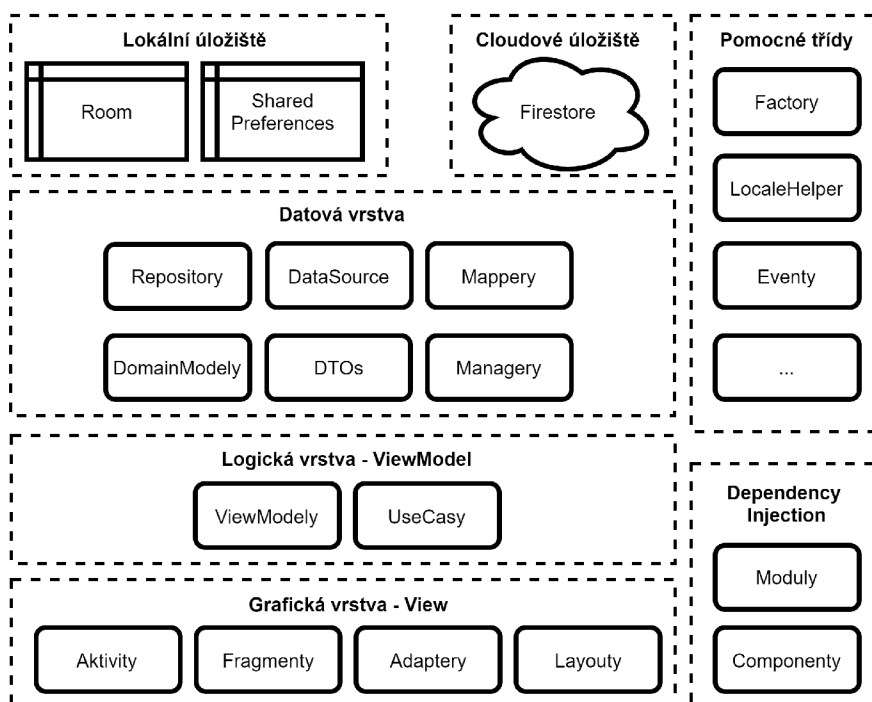 Lokální úložiště
Room
Shared
Preferences
Cloudové úložiště
Firestore
Pomocné třídy
Factory
LocaleHelper
Eventy
...
Datová vrstva
Repository
DataSource
Mappery
DomainModely
DTOs
Managery
Logická vrstva - ViewModel
ViewModely
UseCasy
Dependency
Injection
Moduly
Componenty
Grafická vrstva - View
Aktivity
Fragmenty
Adaptery
Layouty